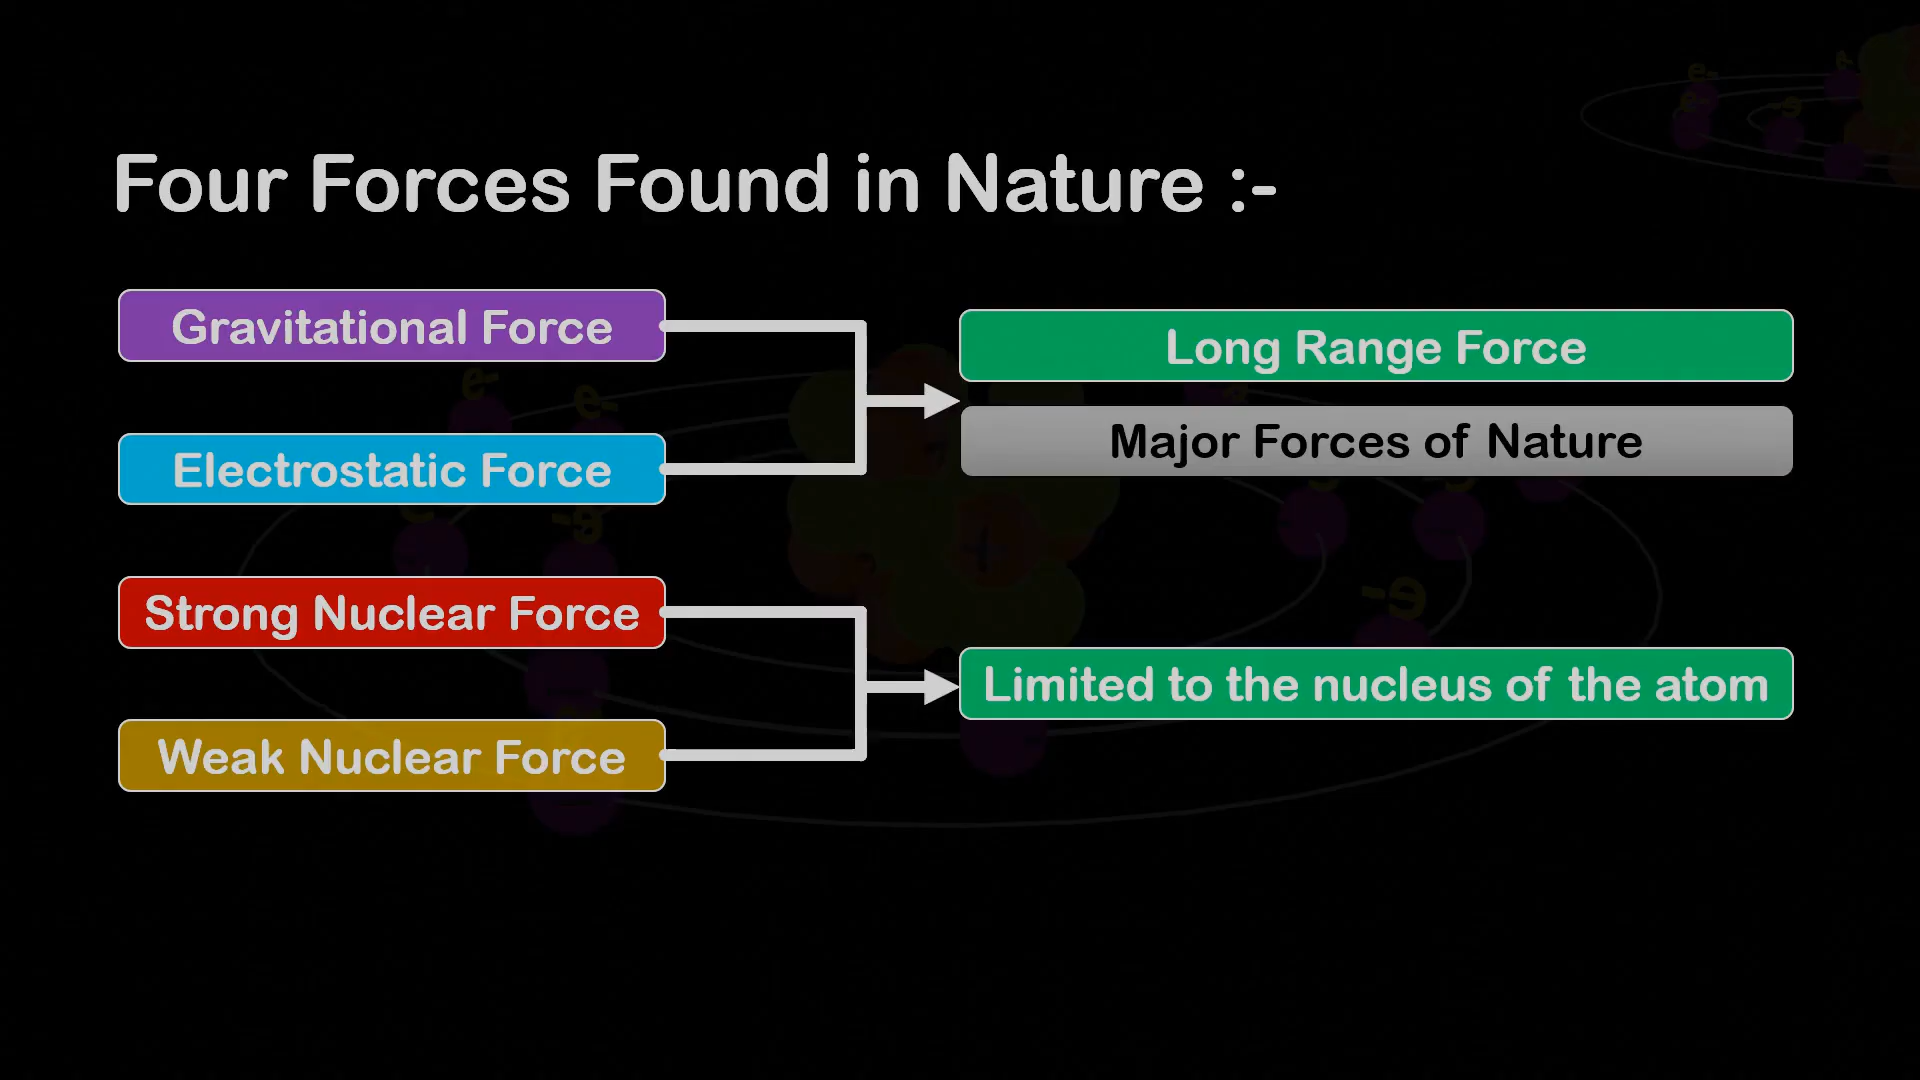 Four Forces Found in Nature :-
Gravitational Force
Electrostatic Force
Strong Nuclear Force
Weak Nuclear Force
Long Range Force
Major Forces of Nature
Limited to the nucleus of the atom
e-
e-
e-
e-
e-
e-
e-
e-